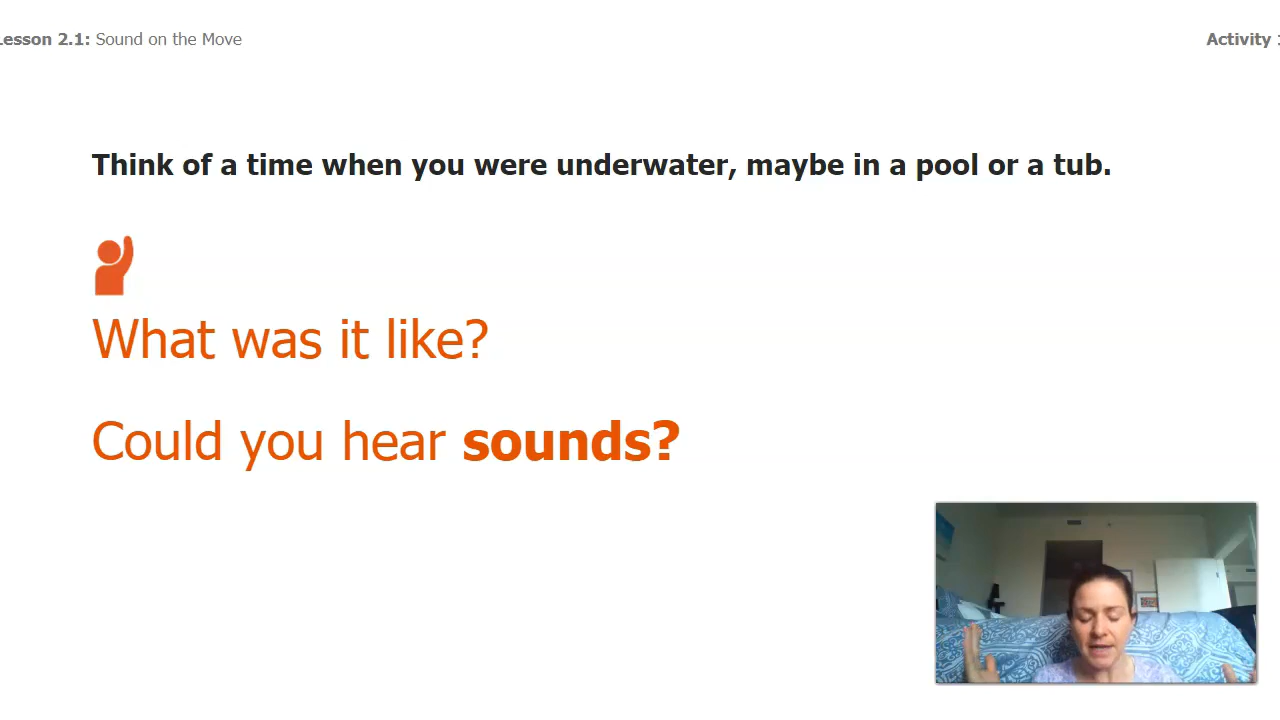 Lesson 2.1: Sound on the Move
Activity
Think of a time when you were underwater, maybe in a pool or a tub.
What was it like?
Could you hear sounds?